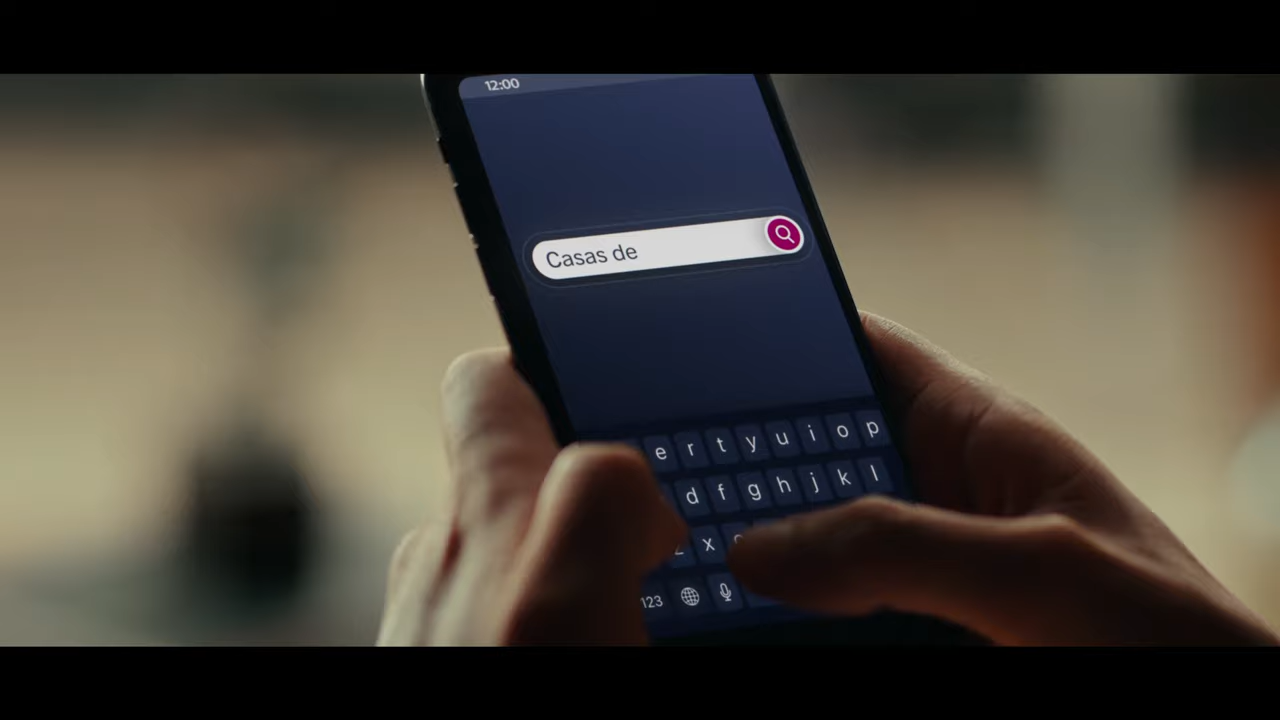 12:00
Casas de
e r t y u i o p
d f g h j k l
z x
123